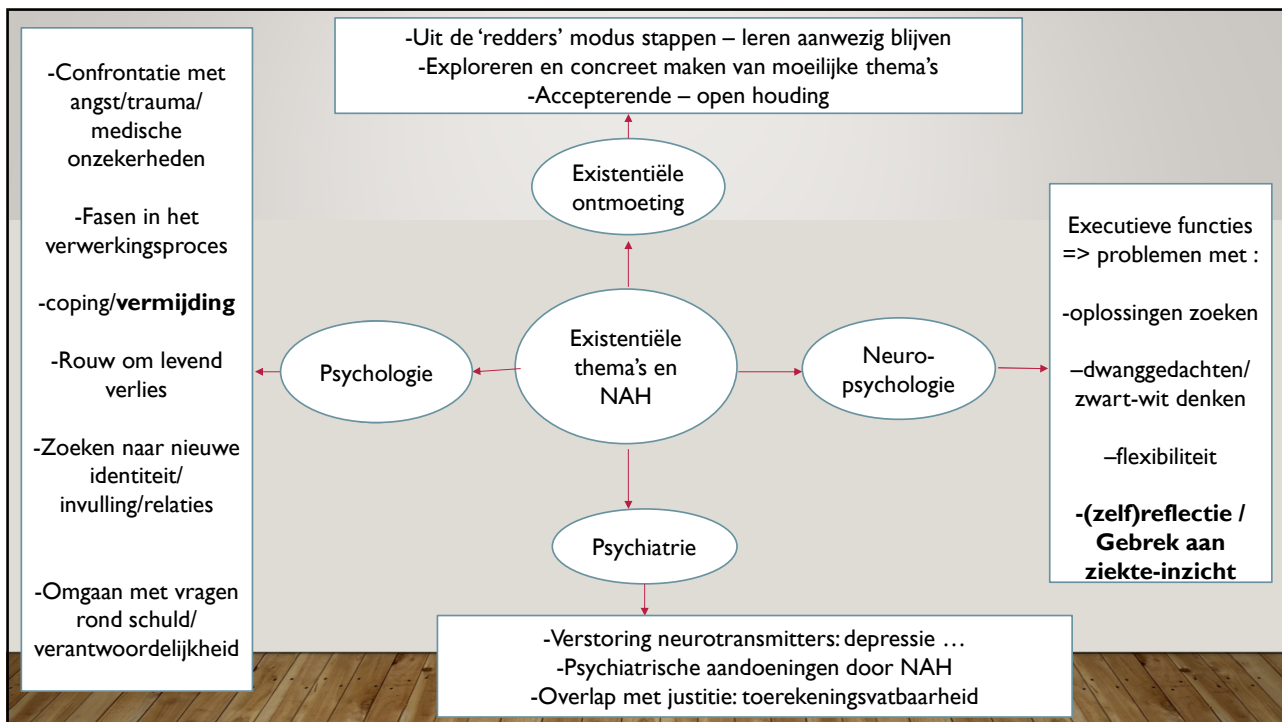 -Uit de ‘redders’ modus stappen – leren aanwezig blijven
-Exploreren en concreet maken van moeilijke thema’s
-Accepterende – open houding
Existentiële
ontmoeting
-Confrontatie met
angst/trauma/
medische
onzekerheden
-Fasen in het
verwerkingsproces
-coping/vermijding
-Rouw om levend
verlies
-Zoeken naar nieuwe
identiteit/
invulling/relaties
-Omgaan met vragen
rond schuld/
verantwoordelijkheid
Psychologie
Existentiële
thema’s en
NAH
Neuro-
psychologie
Executieve functies
=> problemen met :
-oplossingen zoeken
–dwanggedachten/
zwart-wit denken
–flexibiliteit
-(zelf)reflectie /
Gebrek aan
ziekte-inzicht
Psychiatrie
-Verstoring neurotransmitters: depressie …
-Psychiatrische aandoeningen door NAH
-Overlap met justitie: toerekeningsvatbaarheid